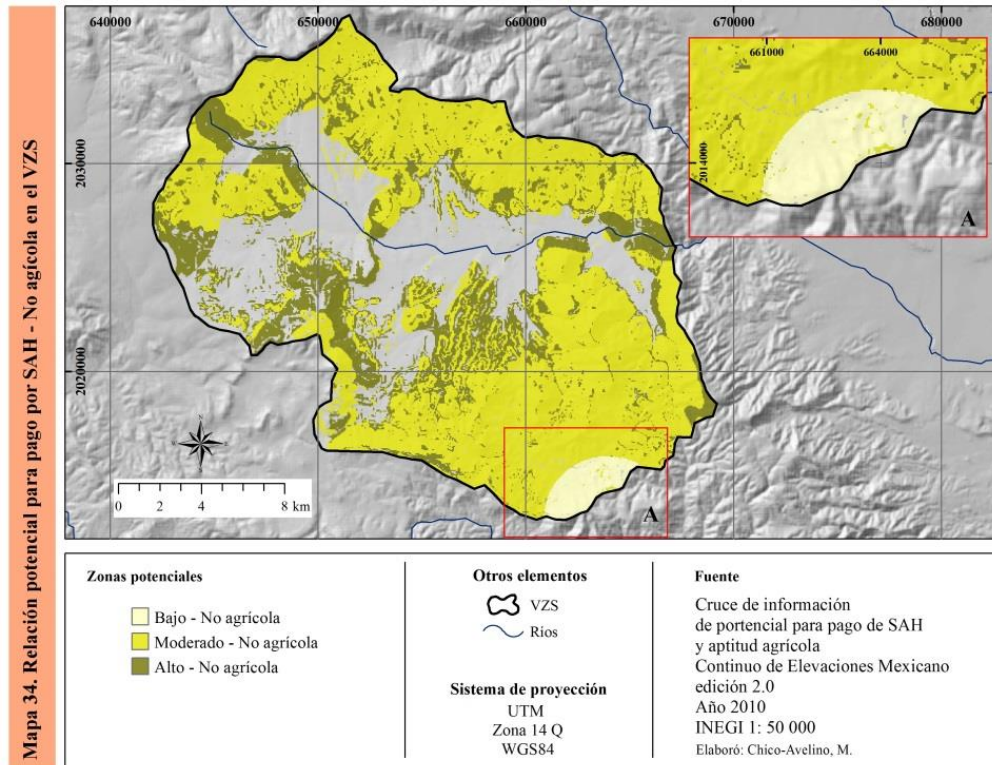 Mapa 34. Relación potencial para pago por SAH - No agícola en el VZS
640000
650000
660000
670000
680000
2030000
2020000
661000
664000
2014000
A
A
N
0
2
4
8 km
Zonas potenciales
Bajo - No agrícola
Moderado - No agrícola
Alto - No agrícola
Otros elementos
VZS
Rios
Sistema de proyección
UTM
Zona 14 Q
WGS84
Fuente
Cruce de información
de portencial para pago de SAH
y aptitud agrícola
Continuo de Elevaciones Mexicano
edición 2.0
Año 2010
INEGI 1: 50 000
Elaboró: Chico-Avelino, M.